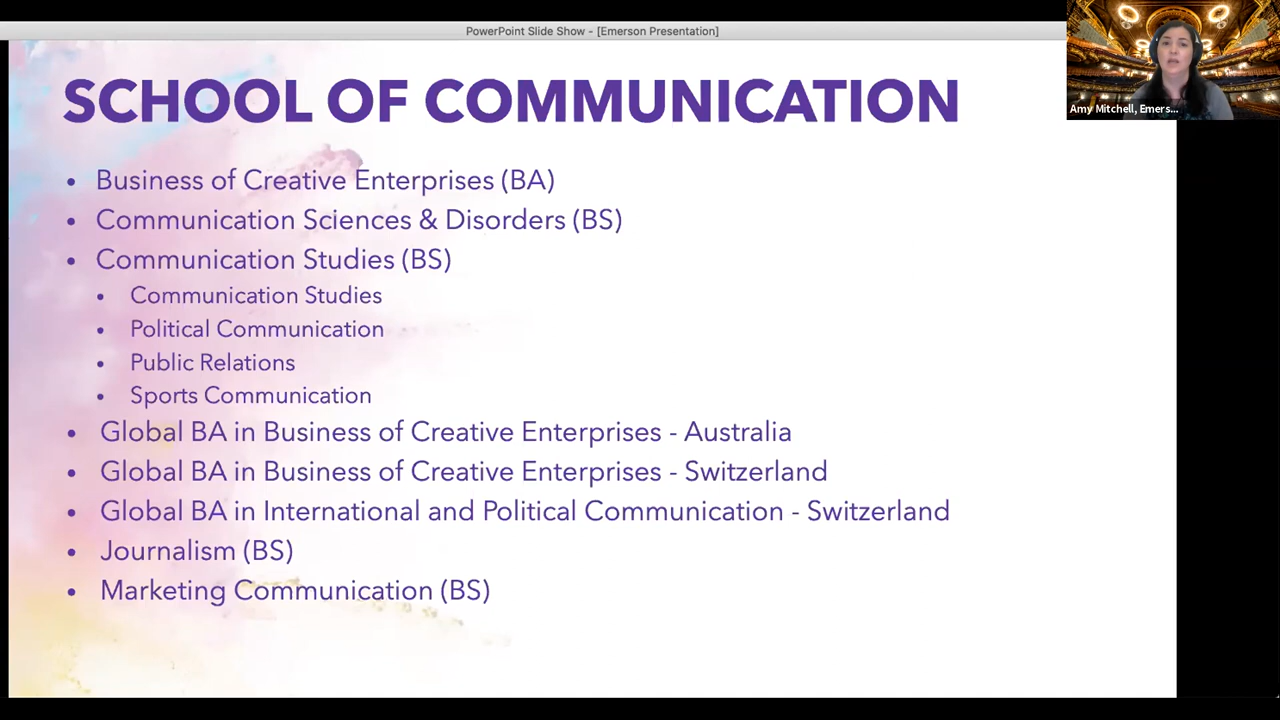 PowerPoint Slide Show - [Emerson Presentation]
SCHOOL OF COMMUNICATION
Amy Mitchell, Emers...
• Business of Creative Enterprises (BA)
• Communication Sciences & Disorders (BS)
• Communication Studies (BS)
• Communication Studies
• Political Communication
• Public Relations
• Sports Communication
• Global BA in Business of Creative Enterprises - Australia
• Global BA in Business of Creative Enterprises - Switzerland
• Global BA in International and Political Communication - Switzerland
• Journalism (BS)
• Marketing Communication (BS)